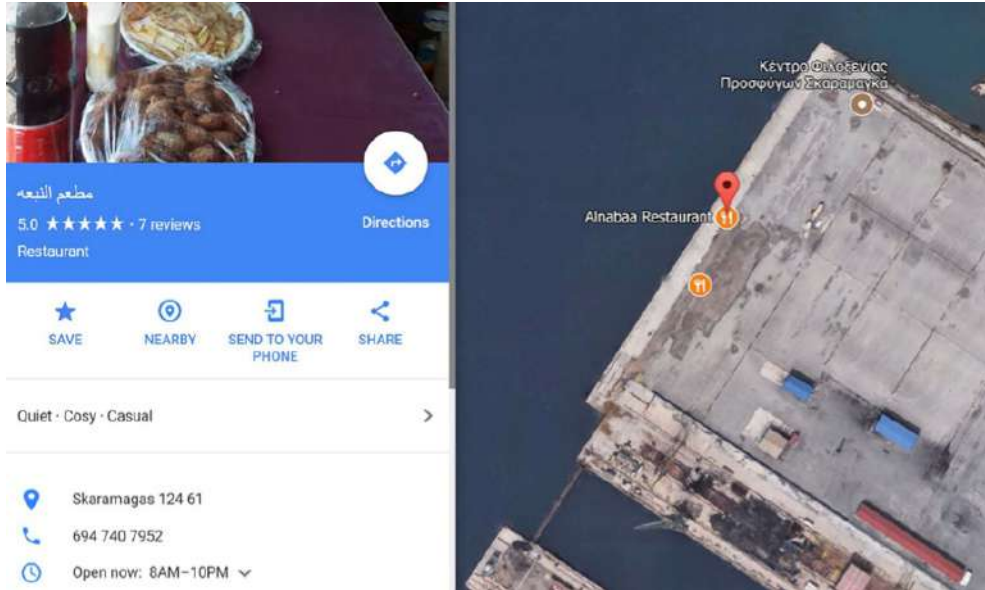 مطعم النبعه
5.0 ★★★★★ · 7 reviews
Directions
Restaurant
SAVE
NEARBY
SEND TO YOUR
PHONE
SHARE
Quiet · Cosy · Casual
Skaramagas 124 61
694 740 7952
Open now: 8AM–10PM
Κέντρο Φιλοξενίας
Προσφύγων Σκαραμαγκά
Alnabaa Restaurant